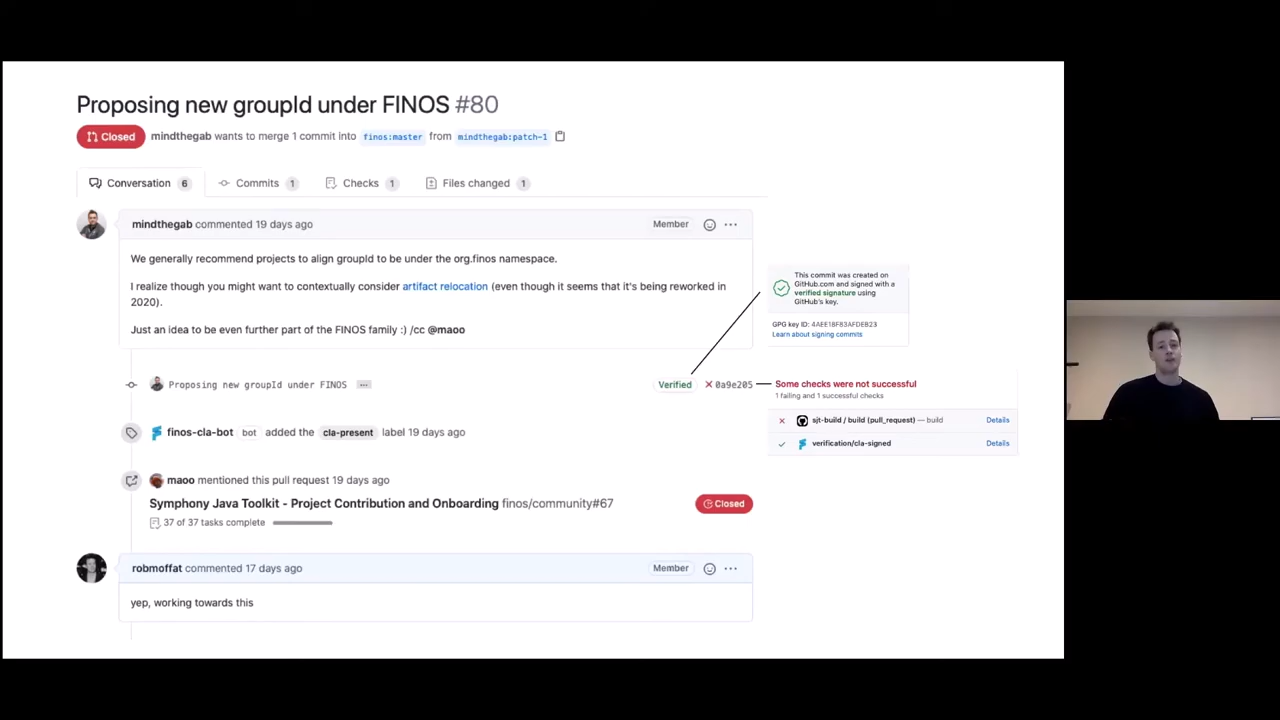 Proposing new groupId under FINOS #80
Closed mindthegab wants to merge 1 commit into finos:master from mindthegab:patch-1
Conversation 6 Commits 1 Checks 1 Files changed 1
mindthegab commented 19 days ago Member
We generally recommend projects to align groupId to be under the org.finos namespace.
I realize though you might want to contextually consider artifact relocation (even though it seems that it's being reworked in
2020).
Just an idea to be even further part of the FINOS family :) /cc @maoo
This commit was created on
GitHub.com and signed with a
verified signature using
GitHub's key.
GPG key ID: 4AEE18F83AFDEB23
Learn about signing commits
Proposing new groupId under FINOS ... Verified 0a9e205
Some checks were not successful
1 failing and 1 successful checks
sjt-build / build (pull_request) — build Details
verification/cla-signed Details
finos-cla-bot bot added the cla-present label 19 days ago
maoo mentioned this pull request 19 days ago
Symphony Java Toolkit - Project Contribution and Onboarding finos/community#67 Closed
37 of 37 tasks complete
robmoffat commented 17 days ago Member
yep, working towards this